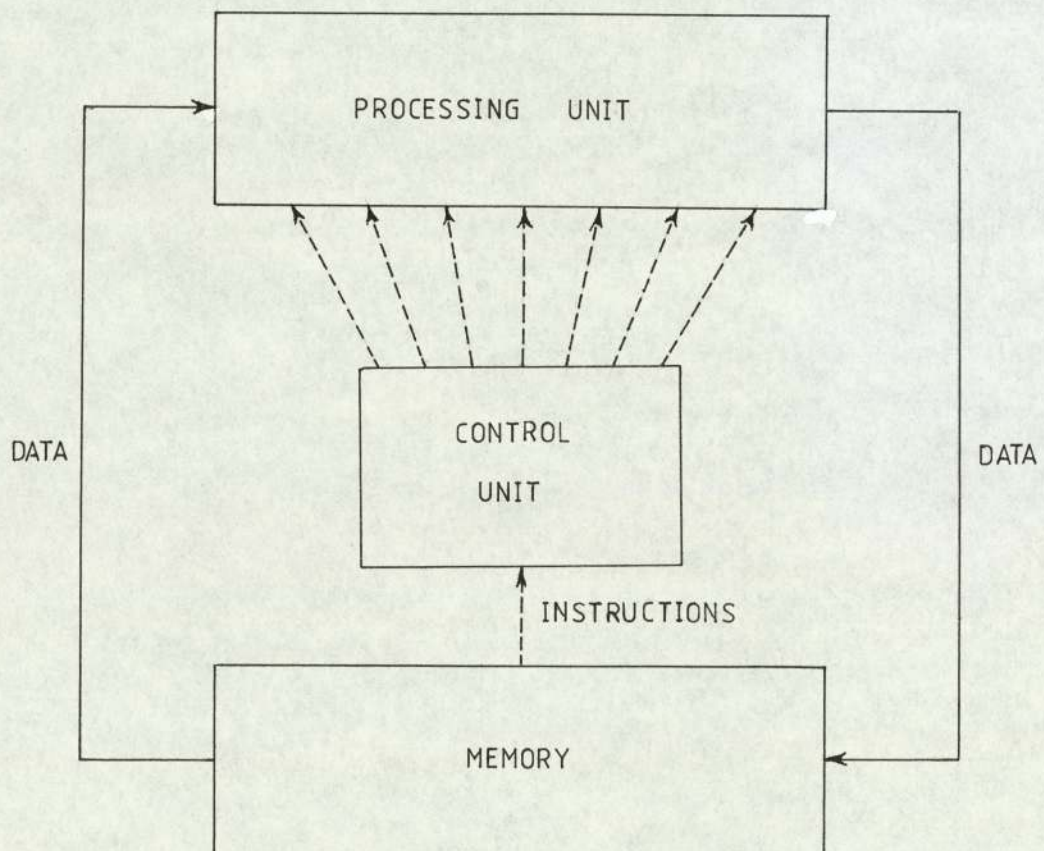 PROCESSING UNIT
CONTROL
UNIT
DATA
DATA
INSTRUCTIONS
MEMORY